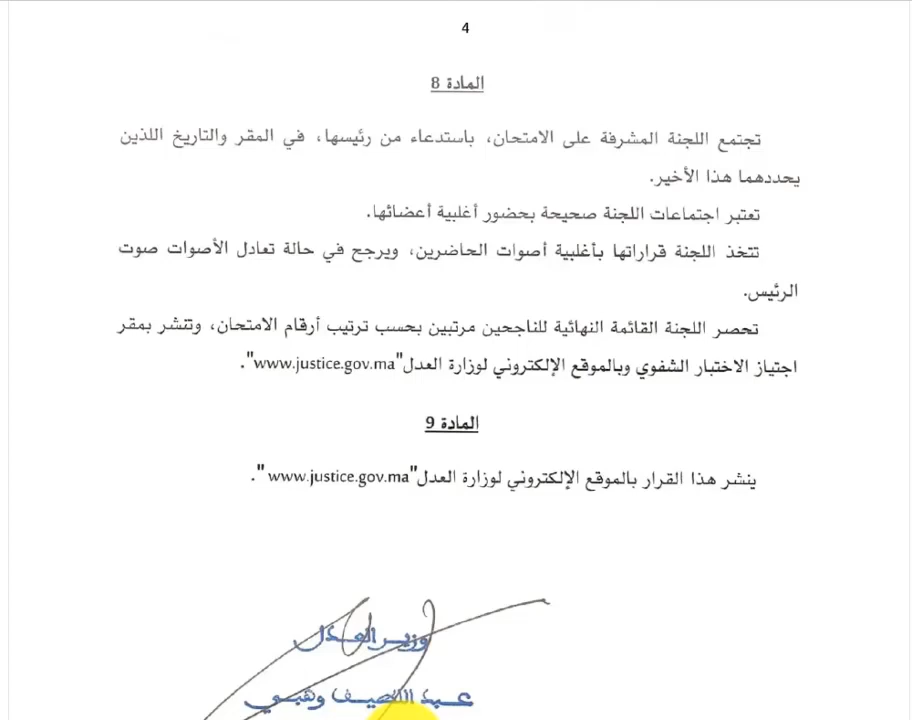 4
المادة 8
تجتمع اللجنة المشرفة على الامتحان، باستدعاء من رئيسها، في المقر والتاريخ اللذين
يحددهما هذا الأخير.
تعتبر اجتماعات اللجنة صحيحة بحضور أغلبية أعضائها.
تتخذ اللجنة قراراتها بأغلبية أصوات الحاضرين، ويرجح في حالة تعادل الأصوات صوت
الرئيس.
تحصر اللجنة القائمة النهائية للناجحين مرتبين بحسب ترتيب أرقام الامتحان، وتنشر بمقر
اجتياز الاختبار الشفوي وبالموقع الإلكتروني لوزارة العدل"www.justice.gov.ma".
المادة 9
ينشر هذا القرار بالموقع الإلكتروني لوزارة العدل"www.justice.gov.ma".
وزير العدل
عبد اللطيف وهبي